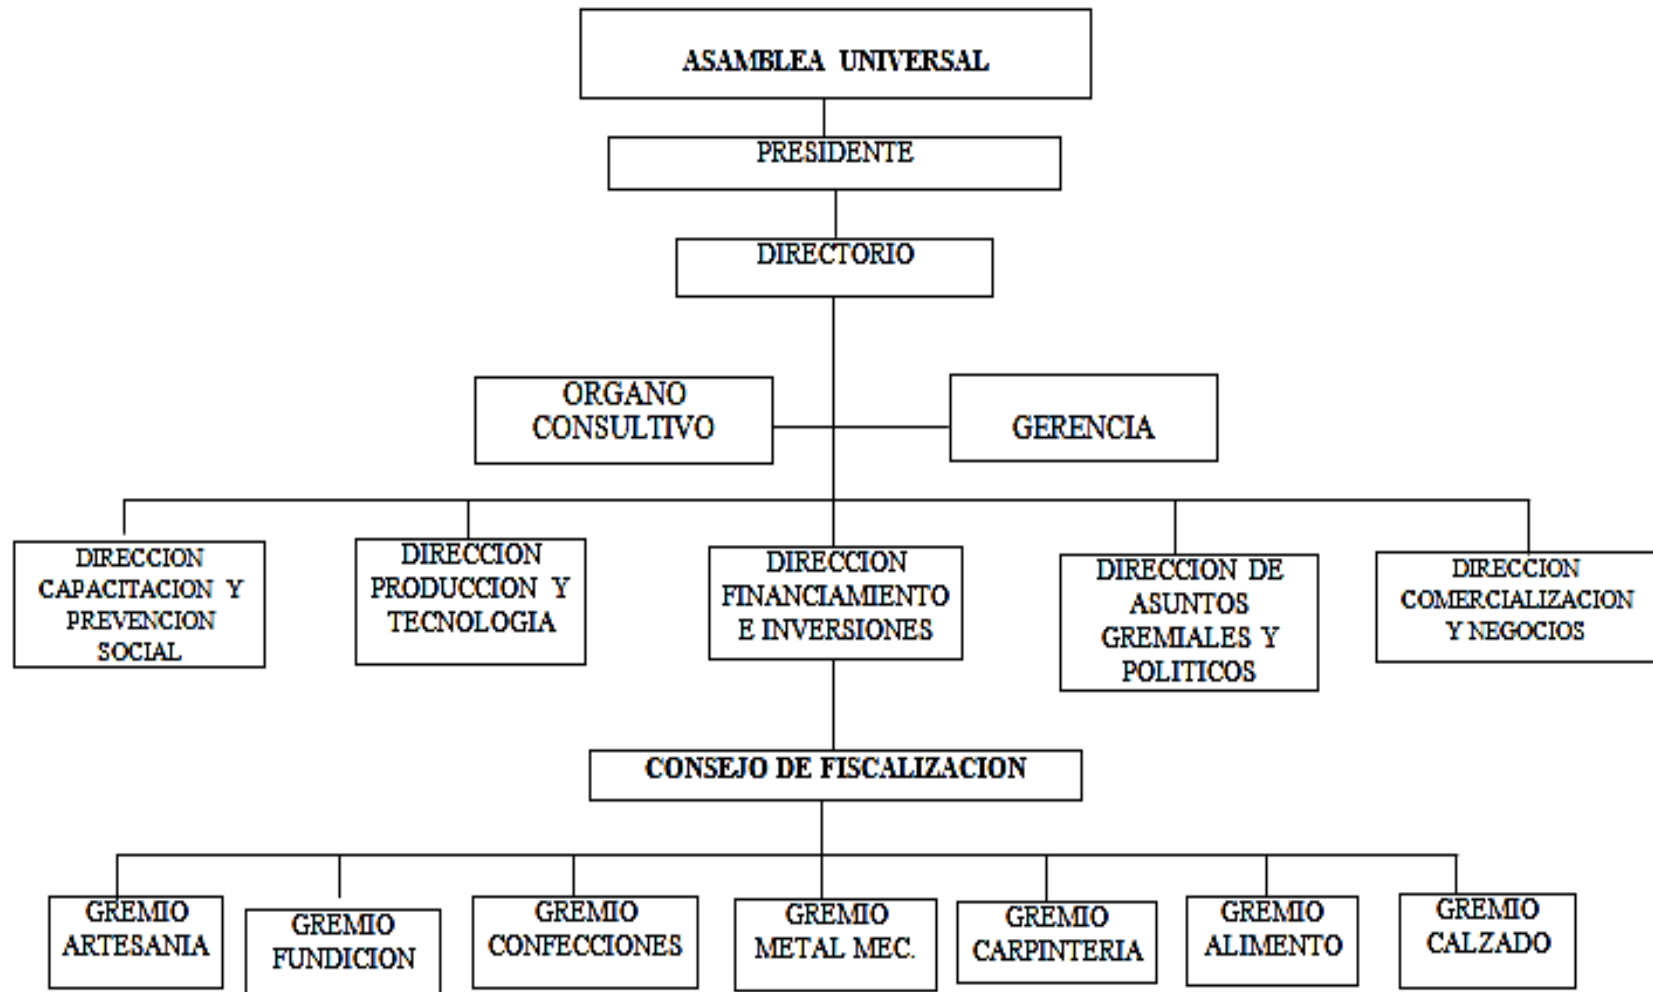 ASAMBLEA UNIVERSAL
PRESIDENTE
DIRECTORIO
ORGANO
CONSULTIVO
GERENCIA
DIRECCION
CAPACITACION Y
PREVENCION
SOCIAL
DIRECCION
PRODUCCION Y
TECNOLOGIA
DIRECCION
FINANCIAMIENTO
E INVERSIONES
DIRECCION DE
ASUNTOS
GREMIALES Y
POLITICOS
DIRECCION
COMERCIALIZACION
Y NEGOCIOS
CONSEJO DE FISCALIZACION
GREMIO
ARTESANIA
GREMIO
FUNDICION
GREMIO
CONFECCIONES
GREMIO
METAL MEC.
GREMIO
CARPINTERIA
GREMIO
ALIMENTO
GREMIO
CALZADO